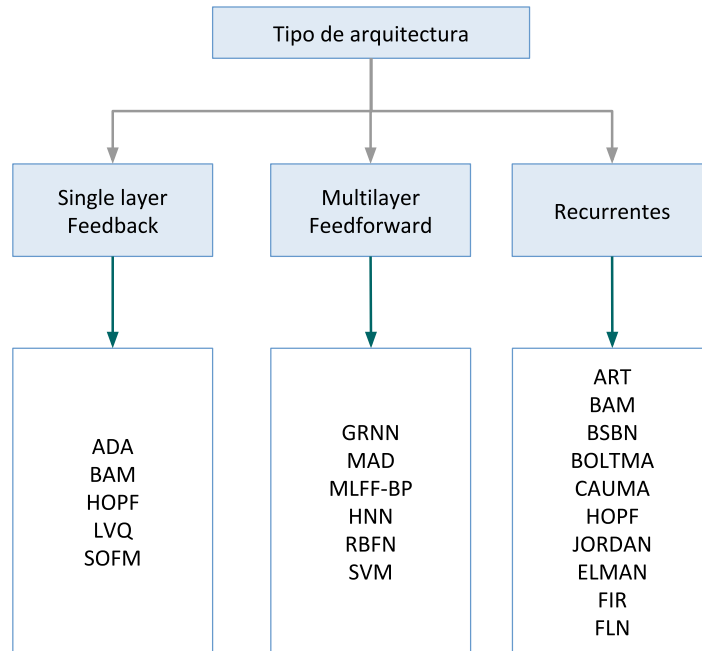 Tipo de arquitectura
Single layer
Feedback
Multilayer
Feedforward
Recurrentes
ADA
BAM
HOPF
LVQ
SOFM
GRNN
MAD
MLFF-BP
HNN
RBFN
SVM
ART
BAM
BSBN
BOLTMA
CAUMA
HOPF
JORDAN
ELMAN
FIR
FLN